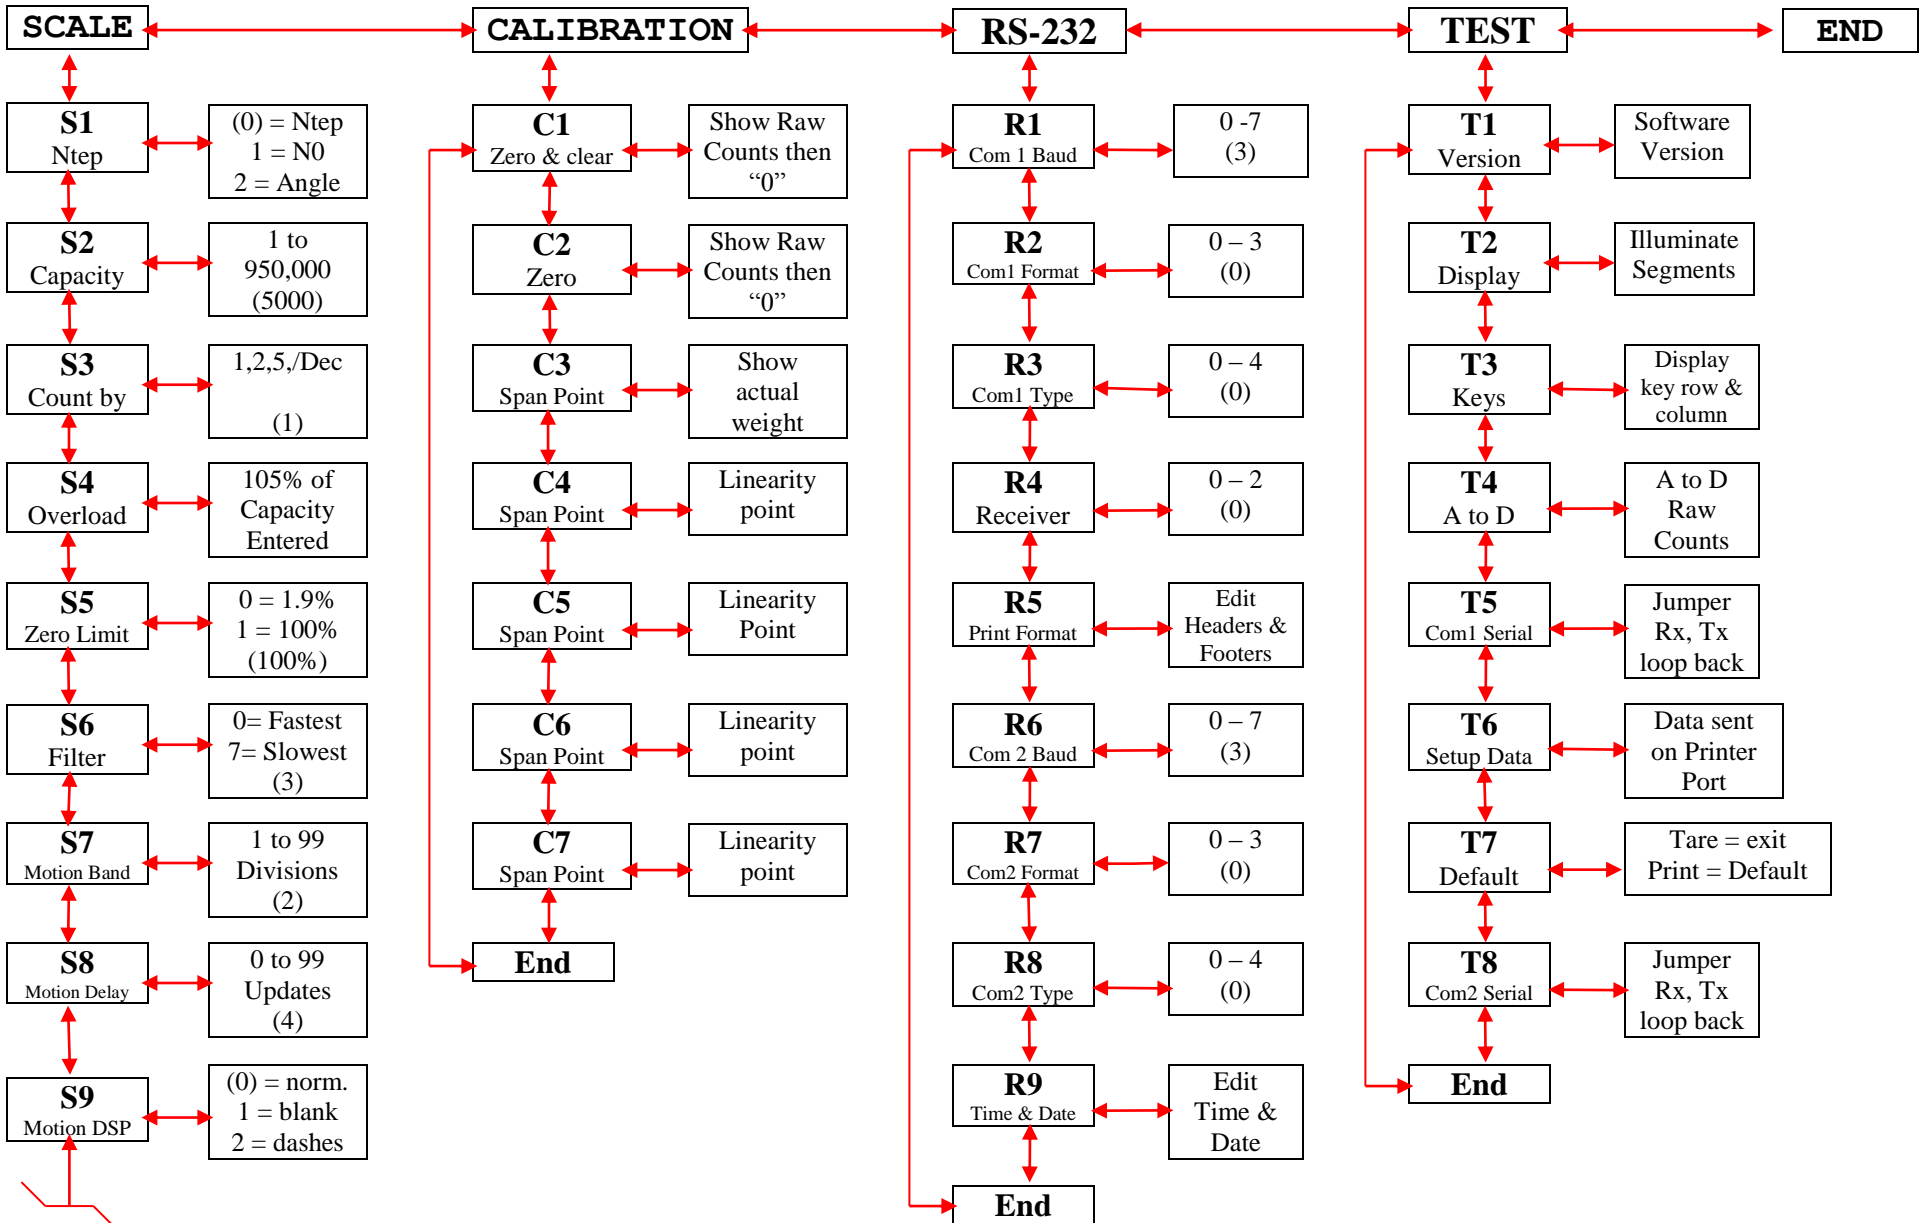 SCALE
CALIBRATION
RS-232
TEST
END
S1
Ntep
(0) = Ntep
1 = N0
2 = Angle
S2
Capacity
1 to
950,000
(5000)
S3
Count by
1,2,5,/Dec
(1)
S4
Overload
105% of
Capacity
Entered
S5
Zero Limit
0 = 1.9%
1 = 100%
(100%)
S6
Filter
0= Fastest
7= Slowest
(3)
S7
Motion Band
1 to 99
Divisions
(2)
S8
Motion Delay
0 to 99
Updates
(4)
S9
Motion DSP
(0) = norm.
1 = blank
2 = dashes
C1
Zero & clear
Show Raw
Counts then
“0”
C2
Zero
Show Raw
Counts then
“0”
C3
Span Point
Show
actual
weight
C4
Span Point
Linearity
point
C5
Span Point
Linearity
Point
C6
Span Point
Linearity
point
C7
Span Point
Linearity
point
End
R1
Com 1 Baud
0 -7
(3)
R2
Com1 Format
0 – 3
(0)
R3
Com1 Type
0 – 4
(0)
R4
Receiver
0 – 2
(0)
R5
Print Format
Edit
Headers &
Footers
R6
Com 2 Baud
0 – 7
(3)
R7
Com2 Format
0 – 3
(0)
R8
Com2 Type
0 – 4
(0)
R9
Time & Date
Edit
Time &
Date
End
T1
Version
Software
Version
T2
Display
Illuminate
Segments
T3
Keys
Display
key row &
column
T4
A to D
A to D
Raw
Counts
T5
Com1 Serial
Jumper
Rx, Tx
loop back
T6
Setup Data
Data sent
on Printer
Port
T7
Default
Tare = exit
Print = Default
T8
Com2 Serial
Jumper
Rx, Tx
loop back
End